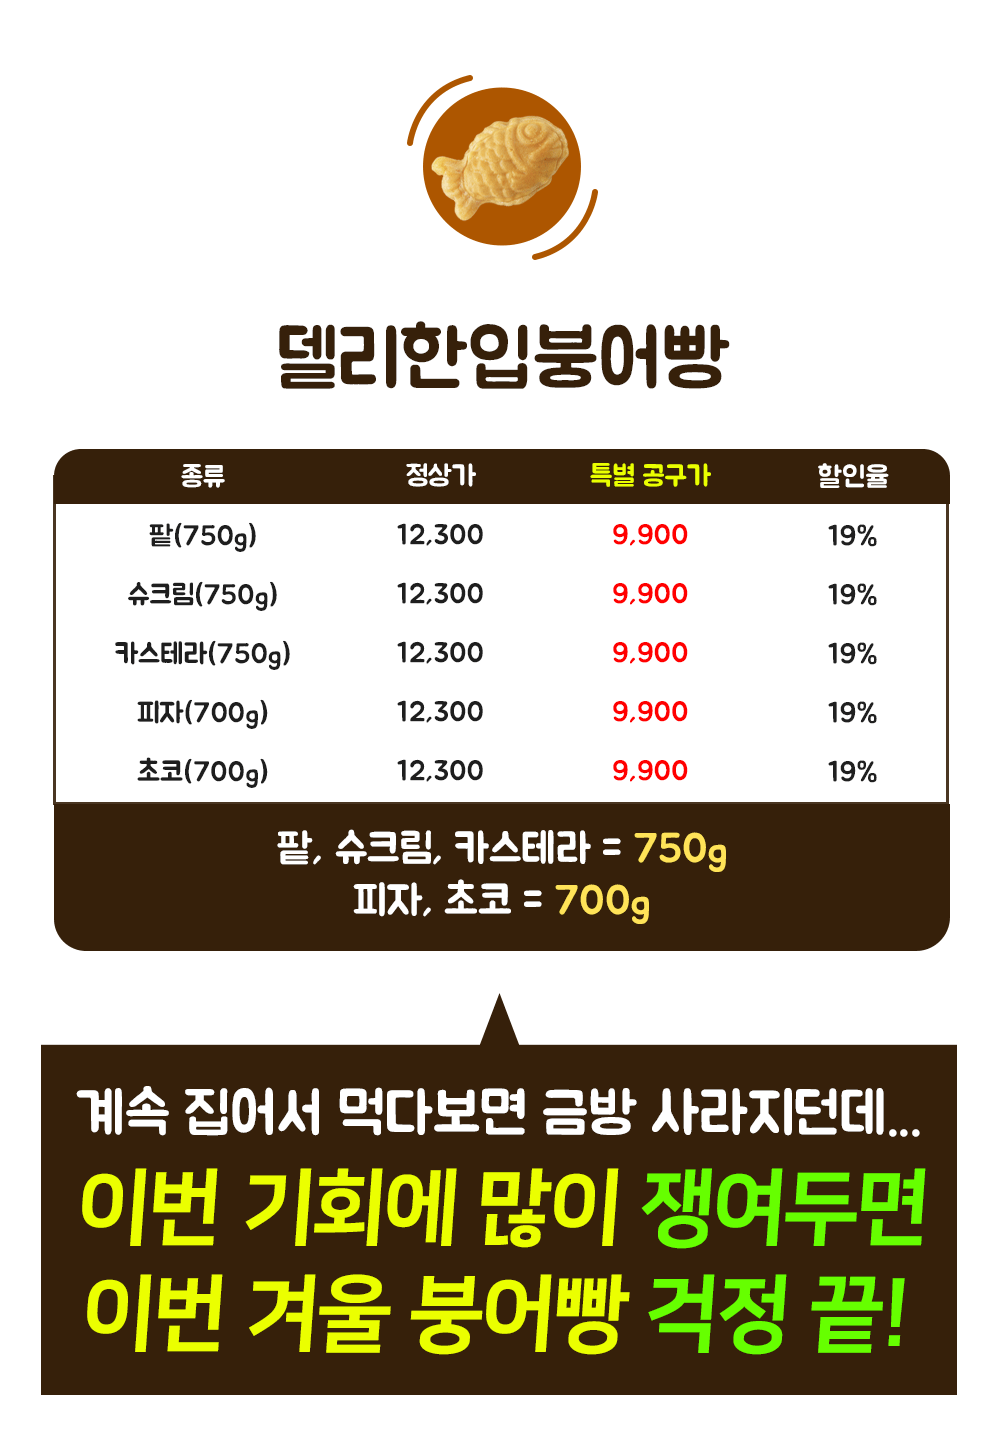 델리한입붕어빵
종류 정상가 특별 공구가 할인율
팥(750g) 12,300 9,900 19%
슈크림(750g) 12,300 9,900 19%
카스테라(750g) 12,300 9,900 19%
피자(700g) 12,300 9,900 19%
초코(700g) 12,300 9,900 19%
팥, 슈크림, 카스테라 = 750g
피자, 초코 = 700g
계속 집어서 먹다보면 금방 사라지던데...
이번 기회에 많이 쟁여두면
이번 겨울 붕어빵 걱정 끝!